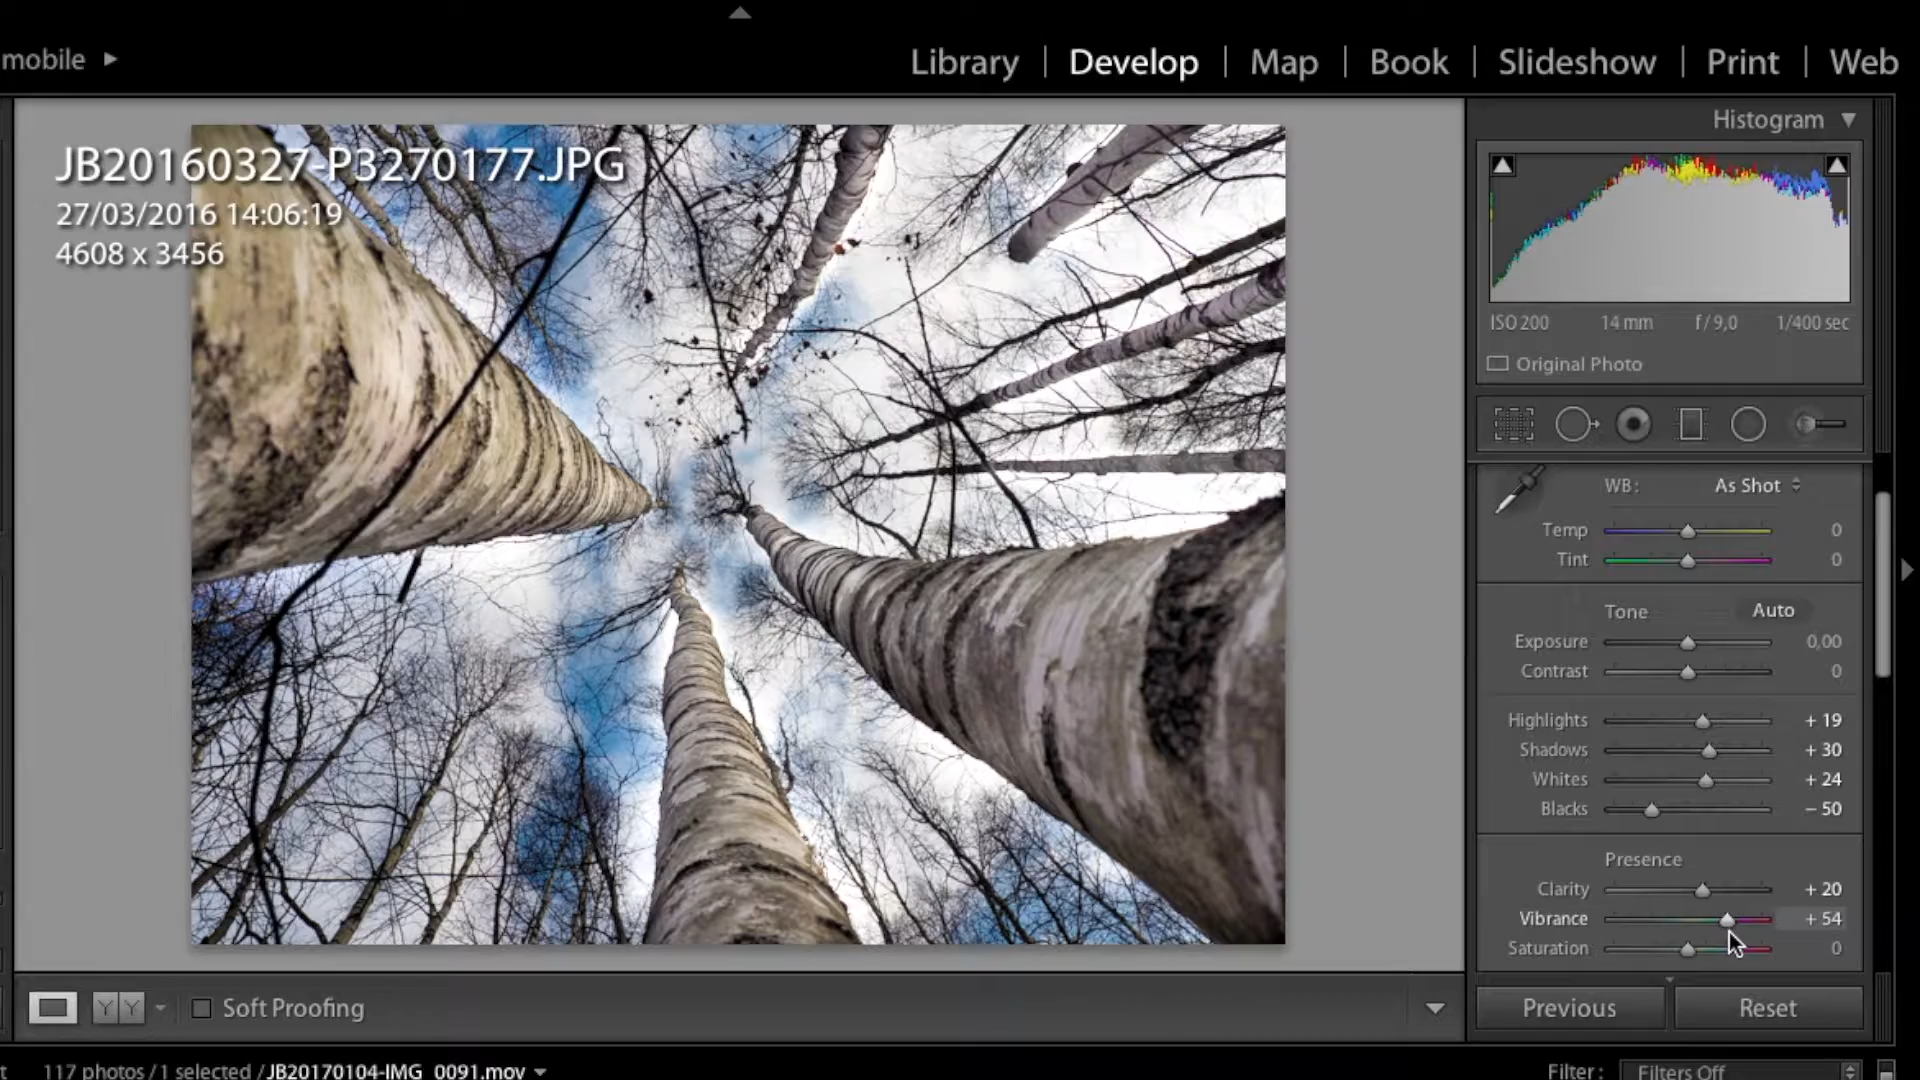 mobile ▶
Library | Develop | Map | Book | Slideshow | Print | Web
JB20160327-P3270177.JPG
27/03/2016 14:06:19
4608 x 3456
Histogram ▼
ISO 200 14 mm f / 9,0 1/400 sec
Original Photo
WB: As Shot
Temp 0
Tint 0
Tone Auto
Exposure 0,00
Contrast 0
Highlights + 19
Shadows + 30
Whites + 24
Blacks − 50
Presence
Clarity + 20
Vibrance + 54
Saturation 0
Y Y Soft Proofing
Previous Reset
t 117 photos / 1 selected / JB20170104-IMG_0091.mov
Filter : Filters Off